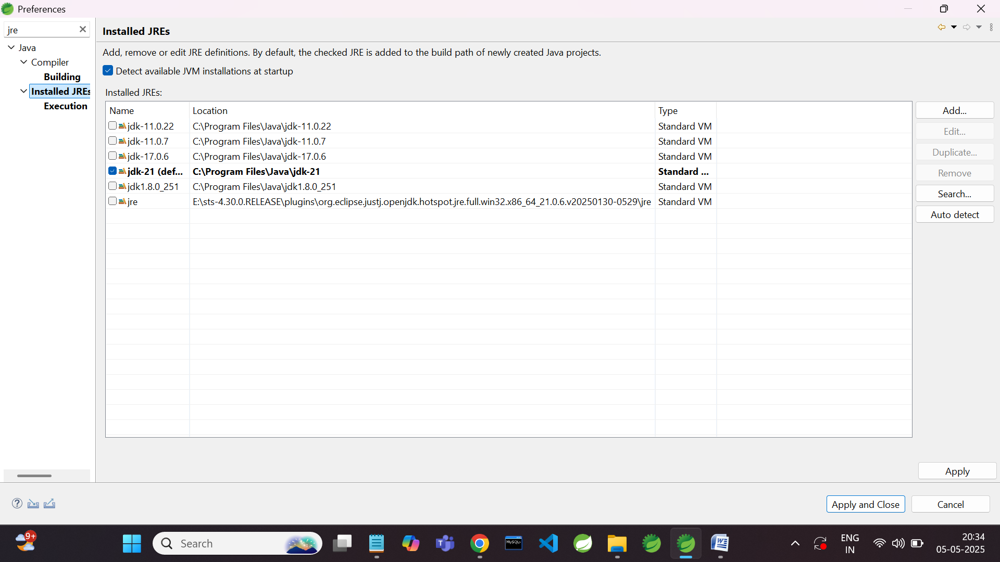 Preferences
jre
Java
Compiler
Building
Installed JREs
Execution
Installed JREs
Add, remove or edit JRE definitions. By default, the checked JRE is added to the build path of newly created Java projects.
Detect available JVM installations at startup
Installed JREs:
Name Location Type
jdk-11.0.22 C:\Program Files\Java\jdk-11.0.22 Standard VM
jdk-11.0.7 C:\Program Files\Java\jdk-11.0.7 Standard VM
jdk-17.0.6 C:\Program Files\Java\jdk-17.0.6 Standard VM
jdk-21 (def... C:\Program Files\Java\jdk-21 Standard ...
jdk1.8.0_251 C:\Program Files\Java\jdk1.8.0_251 Standard VM
jre E:\sts-4.30.0.RELEASE\plugins\org.eclipse.justj.openjdk.hotspot.jre.full.win32.x86_64_21.0.6.v20250130-0529\jre Standard VM
Add...
Edit...
Duplicate...
Remove
Search...
Auto detect
Apply
Apply and Close Cancel
9+
Search
MySQL>
ENG
IN
20:34
05-05-2025